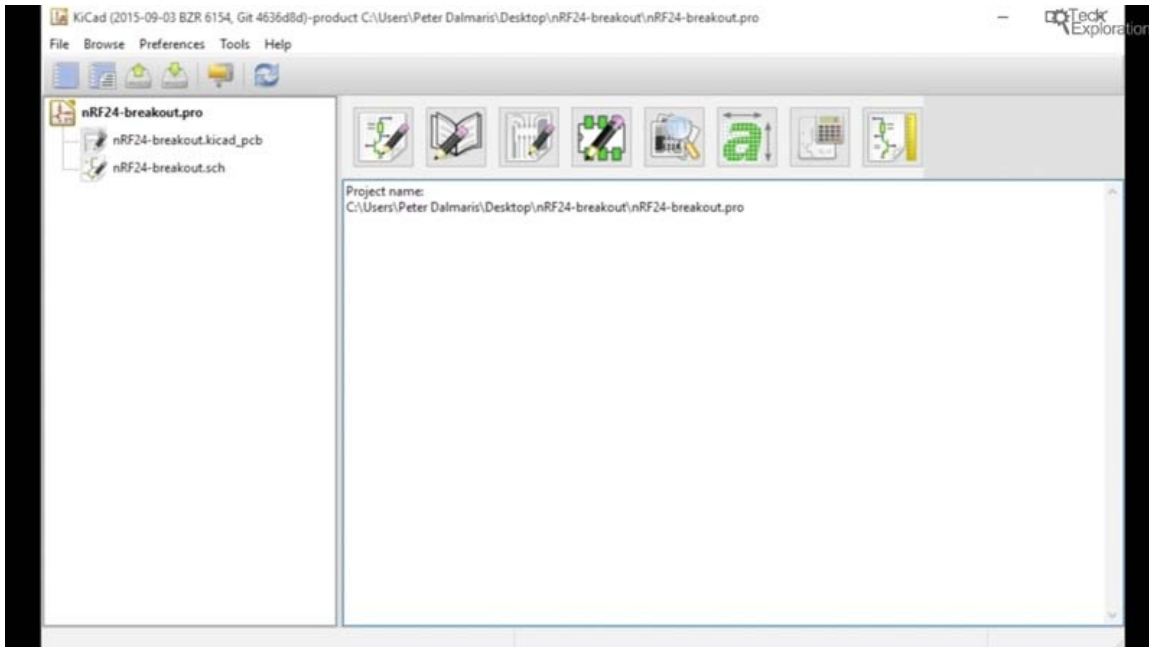 KiCad (2015-09-03 BZR 6154, Git 4636d8d)-product C:\Users\Peter Dalmaris\Desktop\nRF24-breakout\nRF24-breakout.pro
Tech
Explorations
File Browse Preferences Tools Help
nRF24-breakout.pro
nRF24-breakout.kicad_pcb
nRF24-breakout.sch
a
Project name:
C:\Users\Peter Dalmaris\Desktop\nRF24-breakout\nRF24-breakout.pro